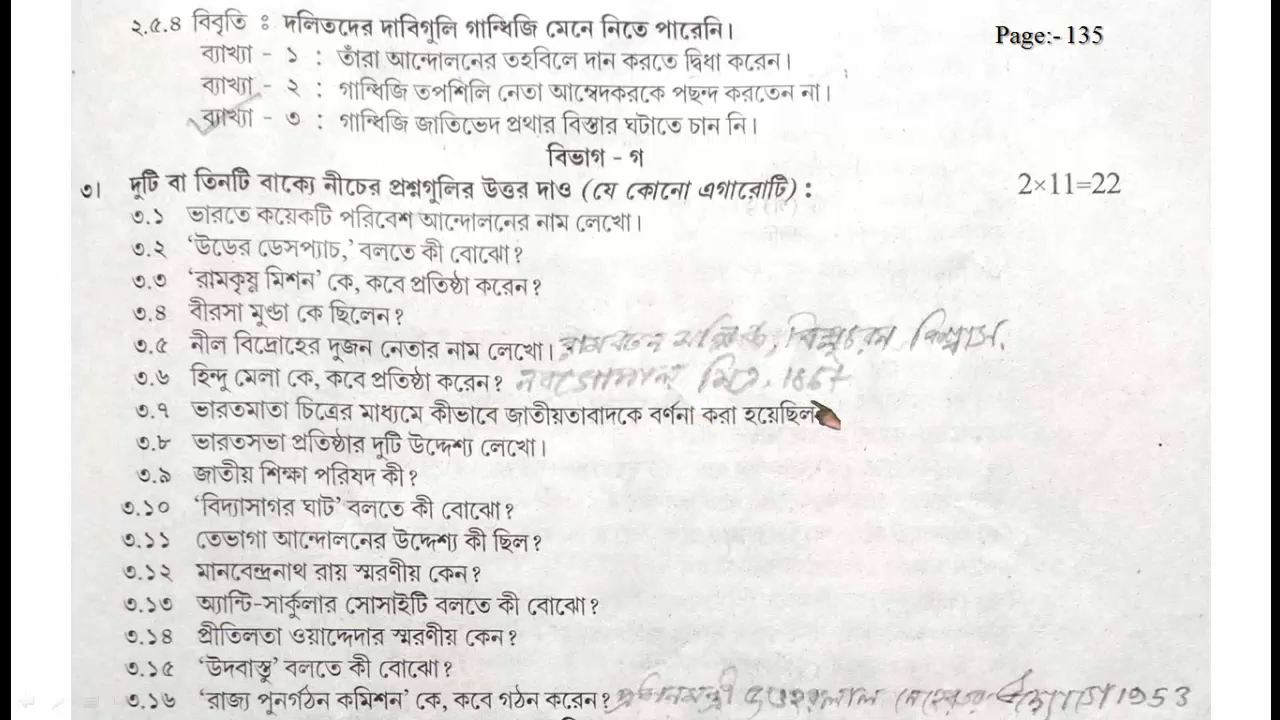 ২.৫.৪ বিবৃতি : দলিতদের দাবিগুলি গান্ধিজি মেনে নিতে পারেনি।
Page:- 135
ব্যাখ্যা - ১ : তাঁরা আন্দোলনের তহবিলে দান করতে দ্বিধা করেন।
ব্যাখ্যা - ২ : গান্ধিজি তপশিলি নেতা আম্বেদকরকে পছন্দ করতেন না।
ব্যাখ্যা - ৩ : গান্ধিজি জাতিভেদ প্রথার বিস্তার ঘটাতে চান নি।
বিভাগ - গ
৩। দুটি বা তিনটি বাক্যে নীচের প্রশ্নগুলির উত্তর দাও (যে কোনো এগারোটি) : 2×11=22
৩.১ ভারতে কয়েকটি পরিবেশ আন্দোলনের নাম লেখো।
৩.২ ‘উডের ডেসপ্যাচ,’ বলতে কী বোঝো?
৩.৩ ‘রামকৃষ্ণ মিশন’ কে, কবে প্রতিষ্ঠা করেন?
৩.৪ বীরসা মুণ্ডা কে ছিলেন?
৩.৫ নীল বিদ্রোহের দুজন নেতার নাম লেখো। রামরতন মল্লিক, বিশ্বাস,
৩.৬ হিন্দু মেলা কে, কবে প্রতিষ্ঠা করেন? নবগোপাল মিত্র, 1867
৩.৭ ভারতমাতা চিত্রের মাধ্যমে কীভাবে জাতীয়তাবাদকে বর্ণনা করা হয়েছিল
৩.৮ ভারতসভা প্রতিষ্ঠার দুটি উদ্দেশ্য লেখো।
৩.৯ জাতীয় শিক্ষা পরিষদ কী?
৩.১০ ‘বিদ্যাসাগর ঘাট’ বলতে কী বোঝো?
৩.১১ তেভাগা আন্দোলনের উদ্দেশ্য কী ছিল?
৩.১২ মানবেন্দ্রনাথ রায় স্মরণীয় কেন?
৩.১৩ অ্যান্টি-সার্কুলার সোসাইটি বলতে কী বোঝো?
৩.১৪ প্রীতিলতা ওয়াদ্দেদার স্মরণীয় কেন?
৩.১৫ ‘উদবাস্তু’ বলতে কী বোঝো?
৩.১৬ ‘রাজ্য পুনর্গঠন কমিশন’ কে, কবে গঠন করেন? প্রধানমন্ত্রী জওহরলাল নেহেরু 1953